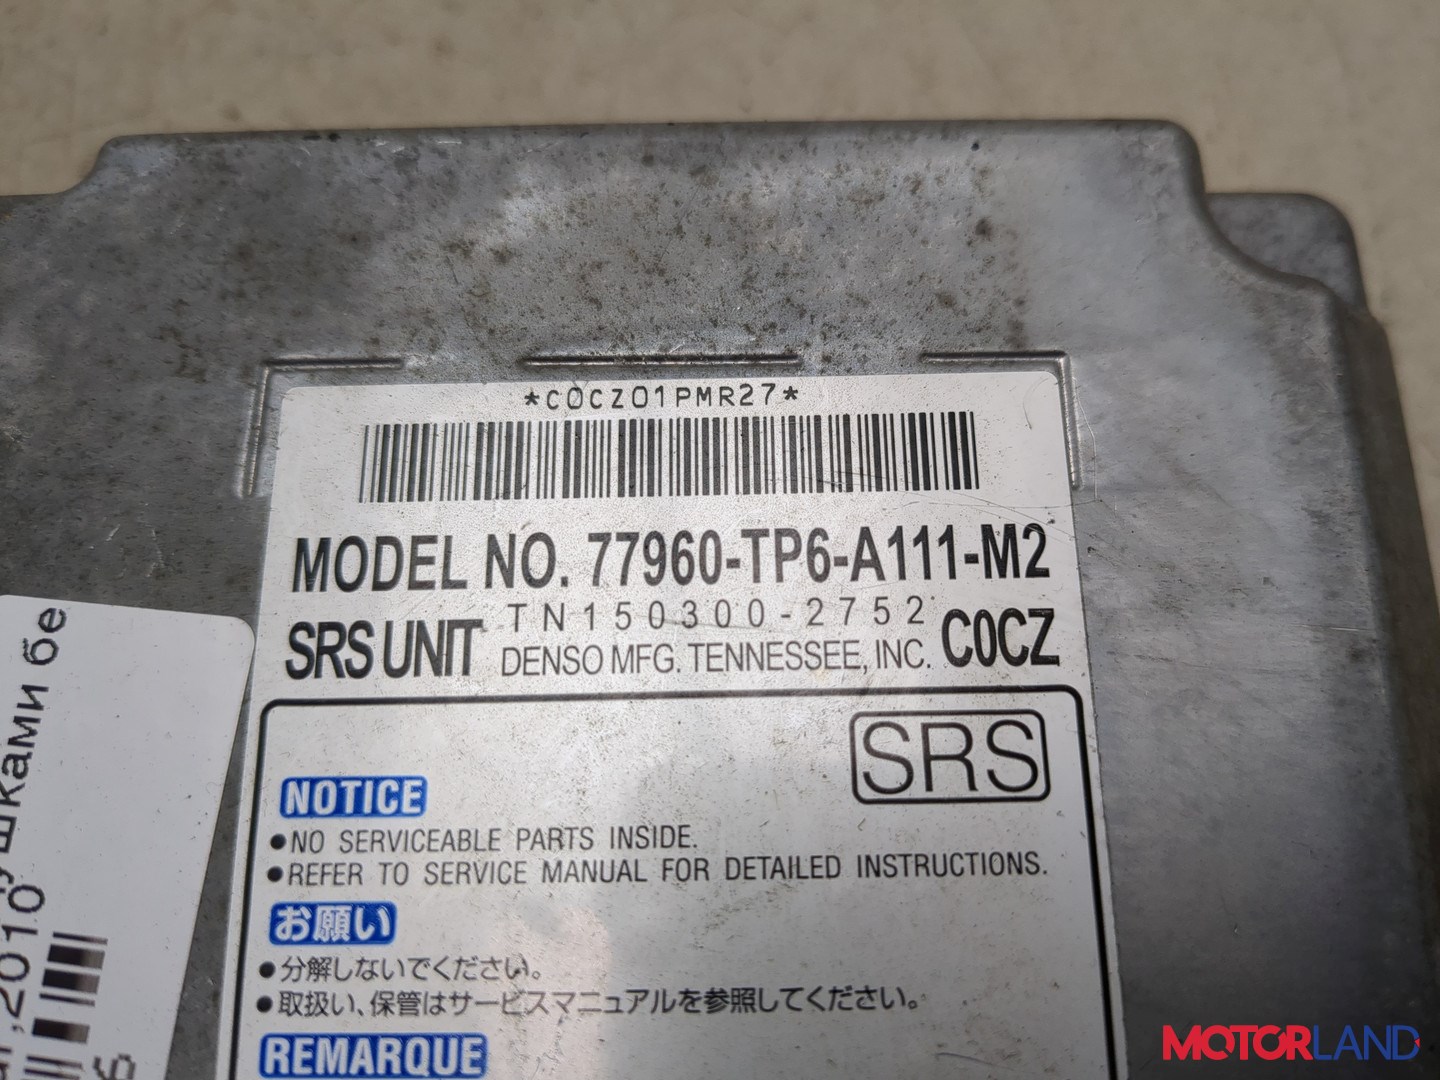 *C0CZ01PMR27*
MODEL NO. 77960-TP6-A111-M2
TN150300-2752
SRS UNIT DENSO MFG. TENNESSEE, INC. C0CZ
SRS
NOTICE
●NO SERVICEABLE PARTS INSIDE.
●REFER TO SERVICE MANUAL FOR DETAILED INSTRUCTIONS.
お願い
●分解しないでください。
●取扱い、保管はサービスマニュアルを参照してください。
REMARQUE
ушками бе
,2010
MOTORLAND